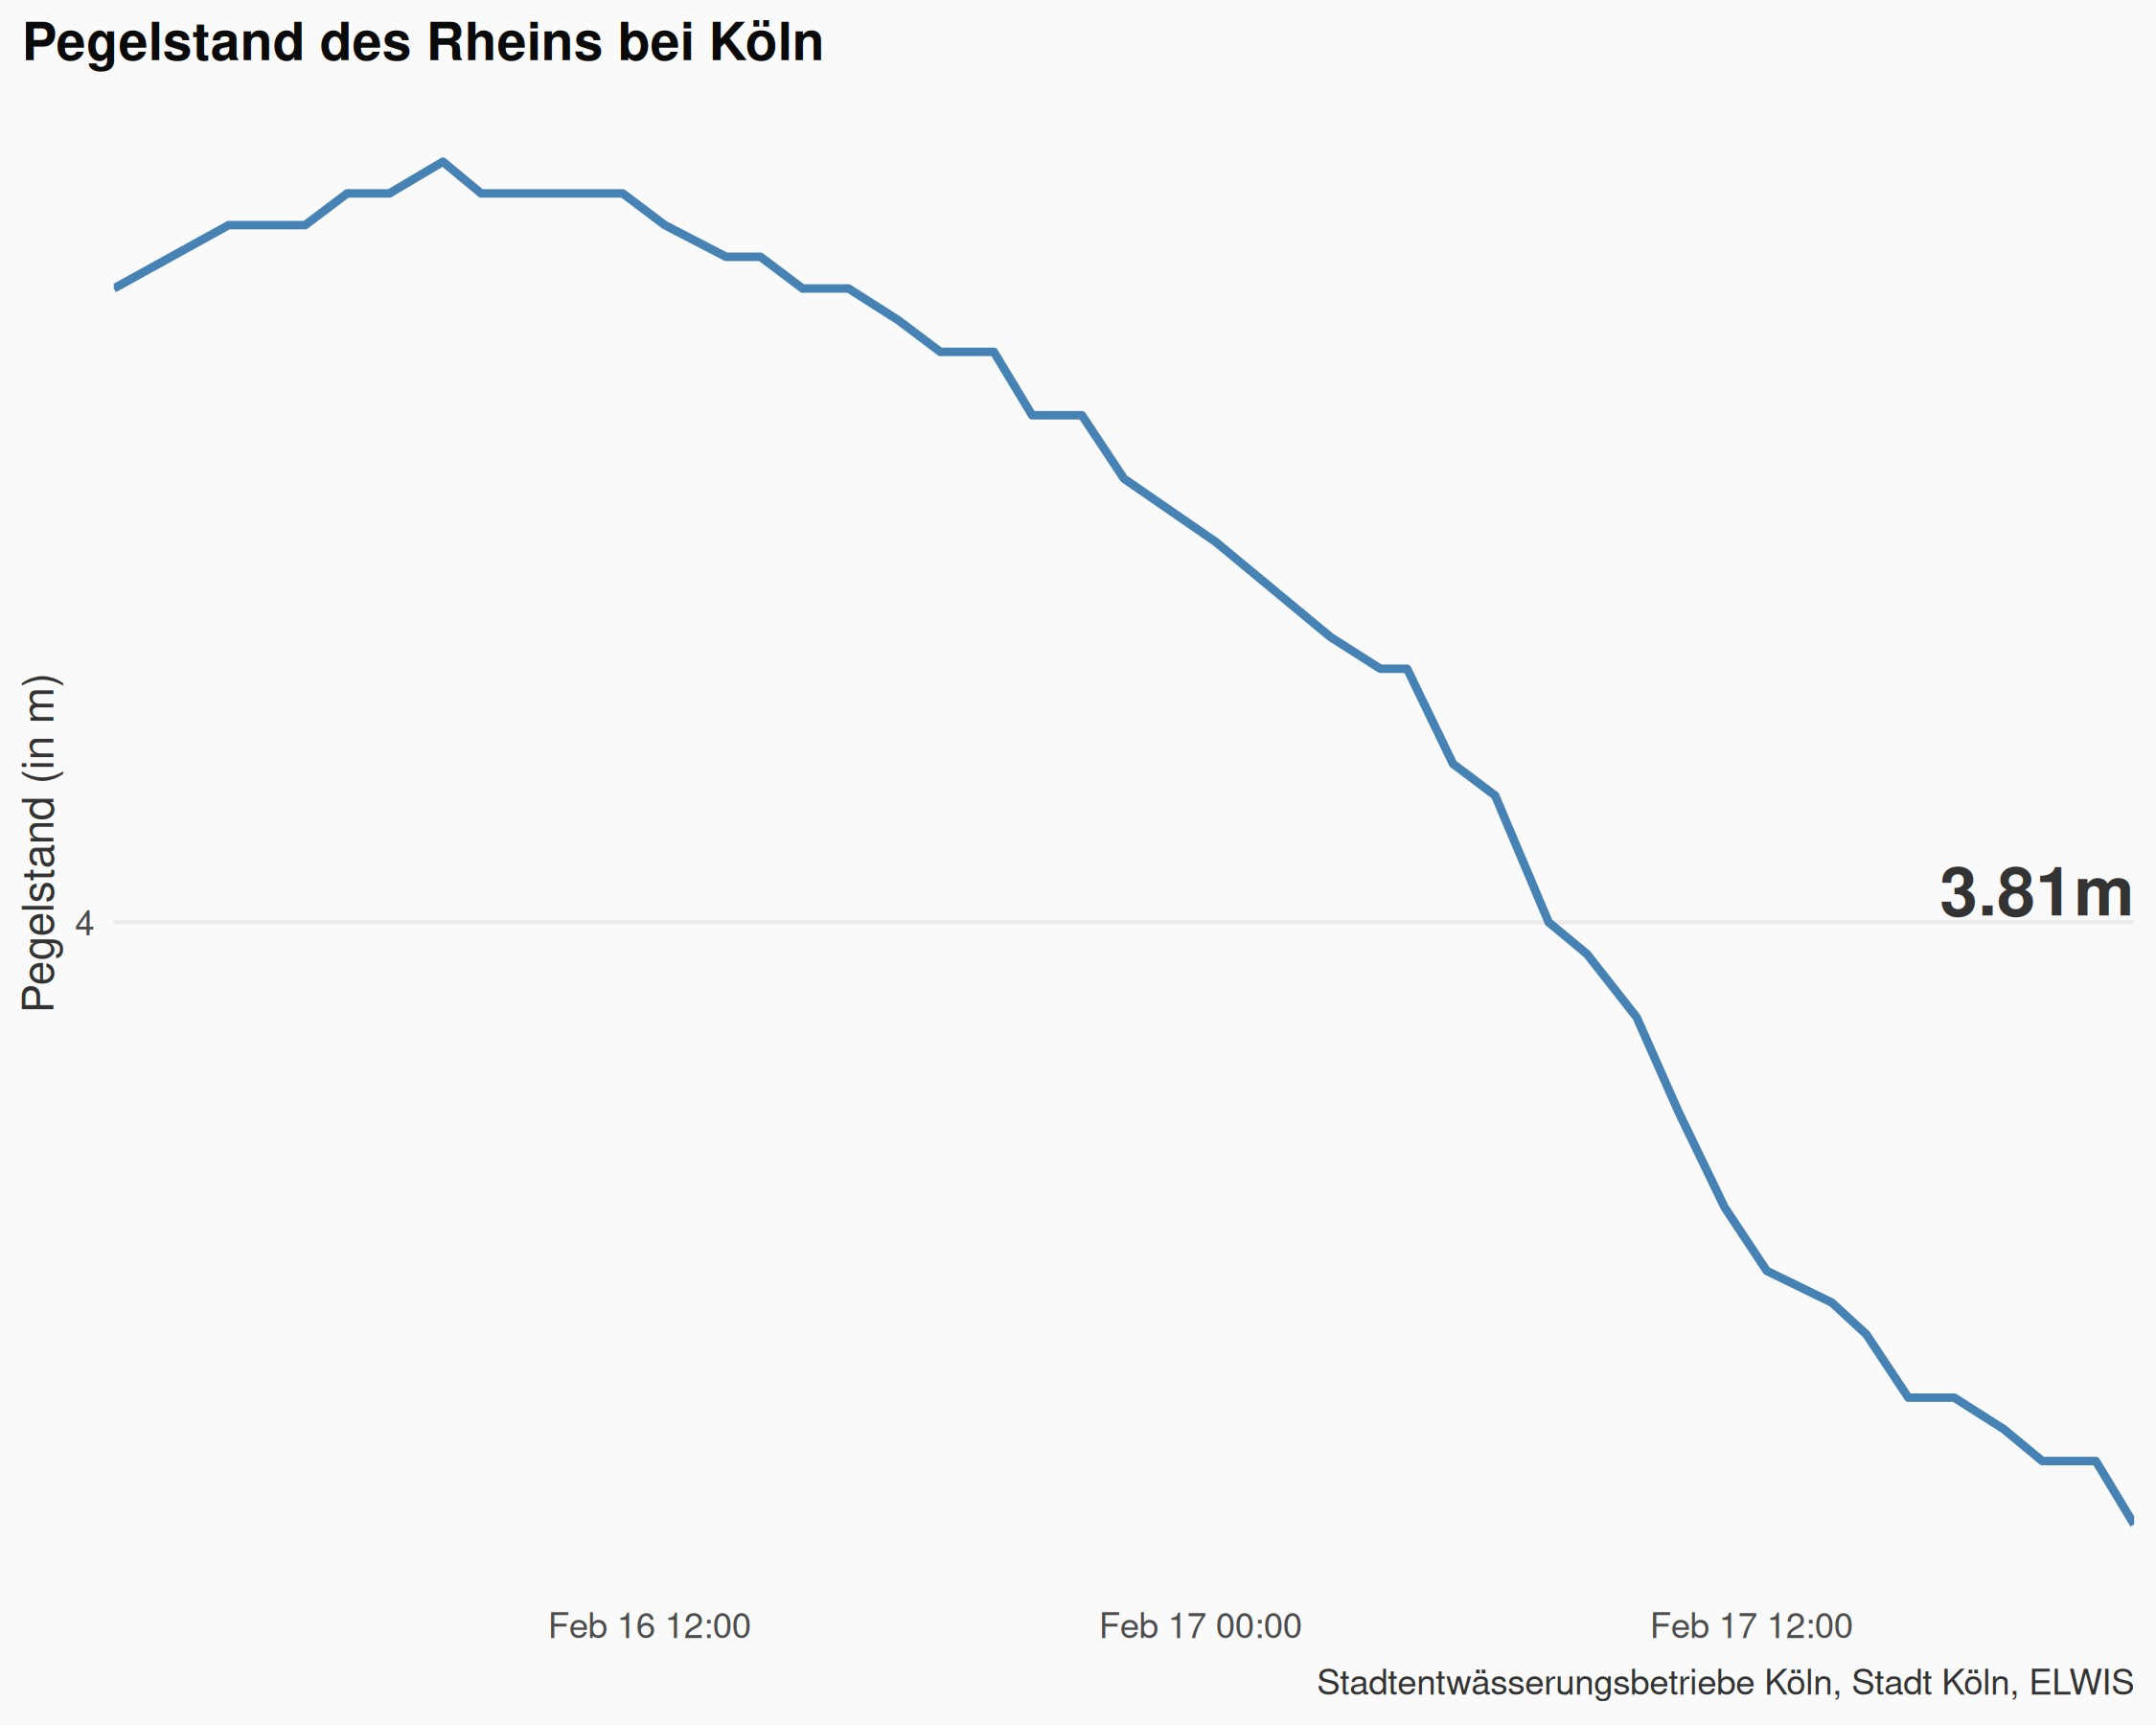 Pegelstand des Rheins bei Köln
Pegelstand (in m)
4
3.81m
Feb 16 12:00
Feb 17 00:00
Feb 17 12:00
Stadtentwässerungsbetriebe Köln, Stadt Köln, ELWIS